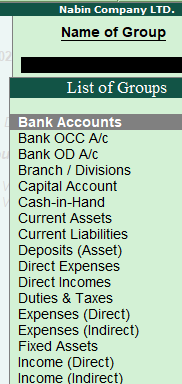 Nabin Company LTD.
Name of Group
List of Groups
Bank Accounts
Bank OCC A/c
Bank OD A/c
Branch / Divisions
Capital Account
Cash-in-Hand
Current Assets
Current Liabilities
Deposits (Asset)
Direct Expenses
Direct Incomes
Duties & Taxes
Expenses (Direct)
Expenses (Indirect)
Fixed Assets
Income (Direct)
Income (Indirect)